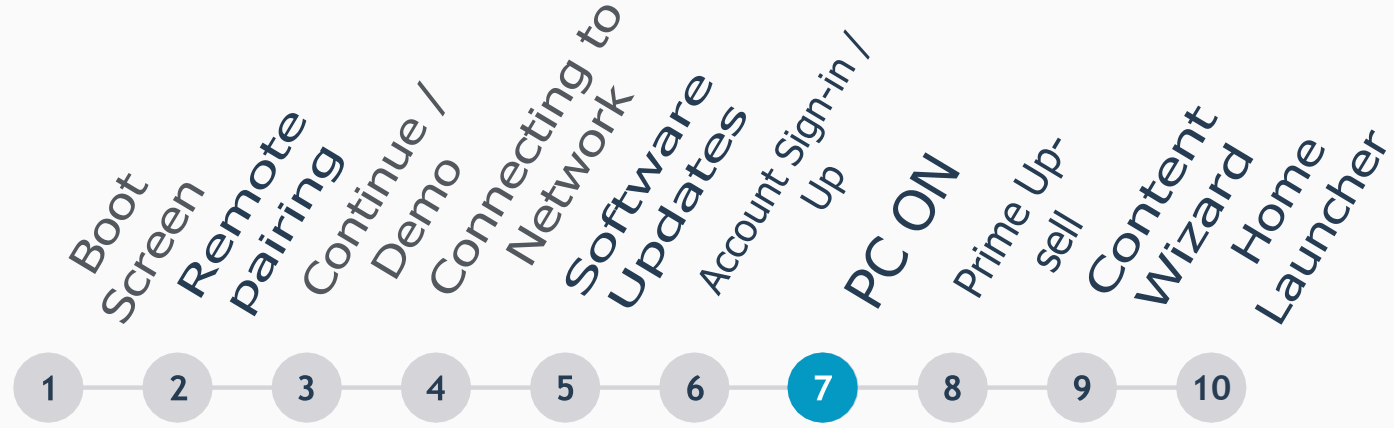 Boot
Screen
Remote
pairing
Continue /
Demo
Connecting to
Network
Software
Updates
Account Sign-in /
Up
PC ON
Prime Up-
sell
Content
Wizard
Home
Launcher
1 2 3 4 5 6 7 8 9 10